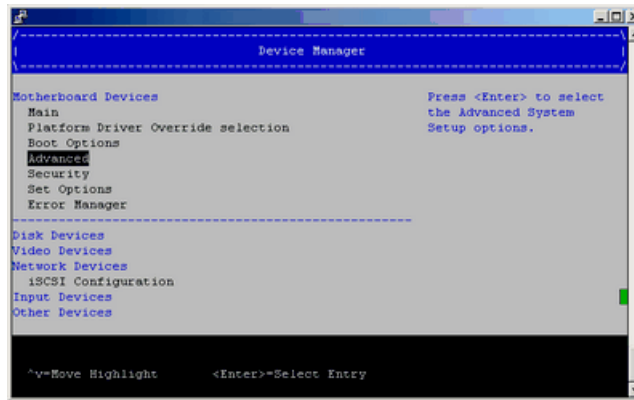 Device Manager
Motherboard Devices
Main
Platform Driver Override selection
Boot Options
Advanced
Security
Set Options
Error Manager
Disk Devices
Video Devices
Network Devices
iSCSI Configuration
Input Devices
Other Devices
Press <Enter> to select
the Advanced System
Setup options.
^v=Move Highlight <Enter>=Select Entry